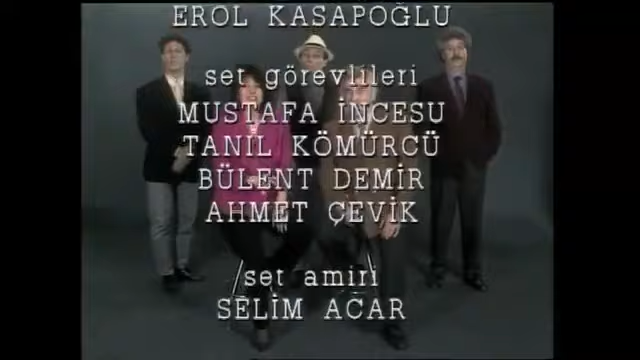 EROL KASAPOĞLU
set görevlileri
MUSTAFA İNCESU
TANIL KÖMÜRCÜ
BÜLENT DEMİR
AHMET ÇEVİK
set amiri
SELİM ACAR